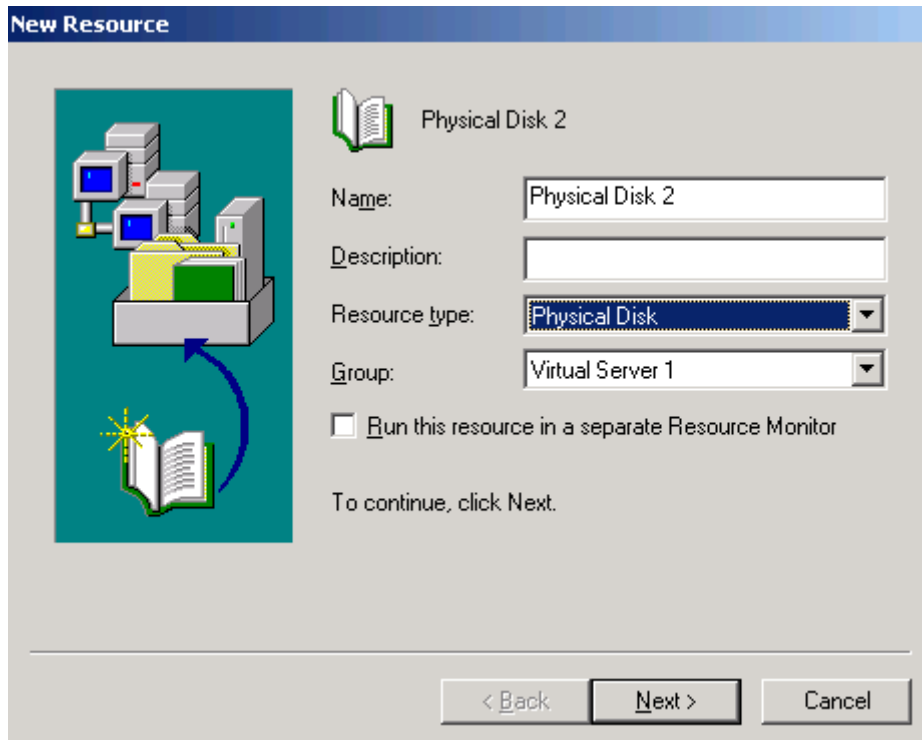 New Resource
Physical Disk 2
Name: Physical Disk 2
Description:
Resource type: Physical Disk
Group: Virtual Server 1
Run this resource in a separate Resource Monitor
To continue, click Next.
< Back Next > Cancel